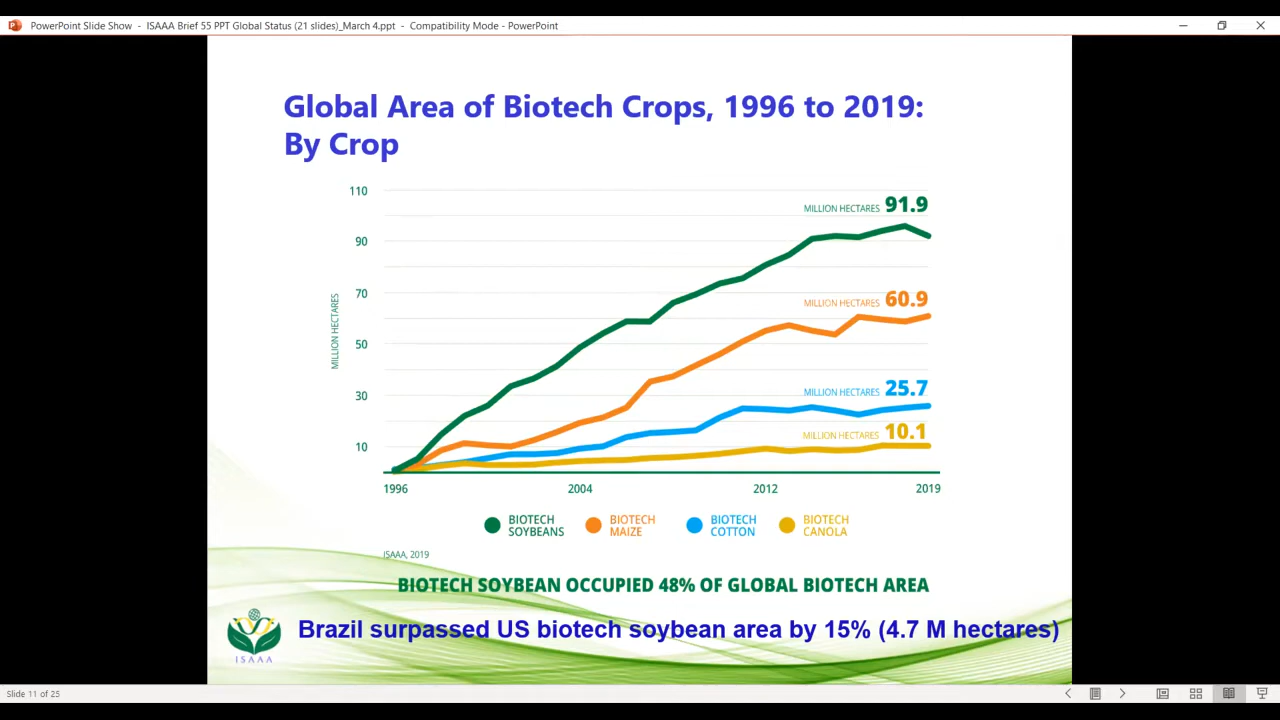 PowerPoint Slide Show - ISAAA Brief 55 PPT Global Status (21 slides)_March 4.ppt - Compatibility Mode - PowerPoint
Global Area of Biotech Crops, 1996 to 2019:
By Crop
110
90
70
50
30
10
MILLION HECTARES
MILLION HECTARES 91.9
MILLION HECTARES 60.9
MILLION HECTARES 25.7
MILLION HECTARES 10.1
1996 2004 2012 2019
BIOTECH SOYBEANS
BIOTECH MAIZE
BIOTECH COTTON
BIOTECH CANOLA
ISAAA, 2019
BIOTECH SOYBEAN OCCUPIED 48% OF GLOBAL BIOTECH AREA
Brazil surpassed US biotech soybean area by 15% (4.7 M hectares)
ISAAA
Slide 11 of 25